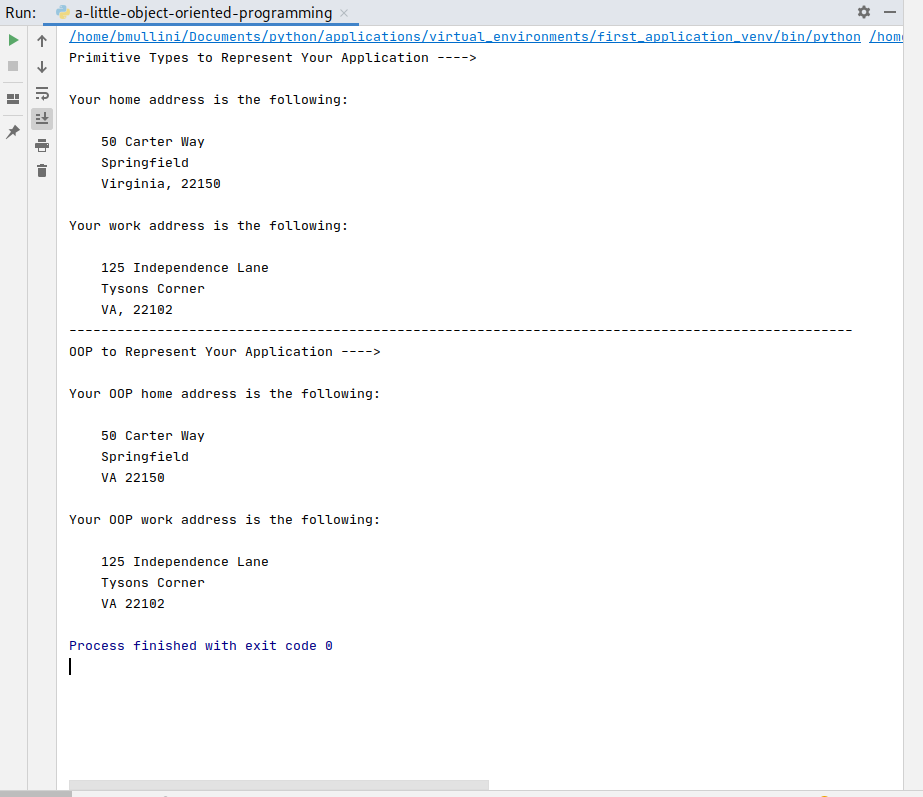 Run: a-little-object-oriented-programming
/home/bmullini/Documents/python/applications/virtual_environments/first_application_venv/bin/python /home
Primitive Types to Represent Your Application ---->
Your home address is the following:
50 Carter Way
Springfield
Virginia, 22150
Your work address is the following:
125 Independence Lane
Tysons Corner
VA, 22102
--------------------------------------------------------------------------------------------------
OOP to Represent Your Application ---->
Your OOP home address is the following:
50 Carter Way
Springfield
VA 22150
Your OOP work address is the following:
125 Independence Lane
Tysons Corner
VA 22102
Process finished with exit code 0